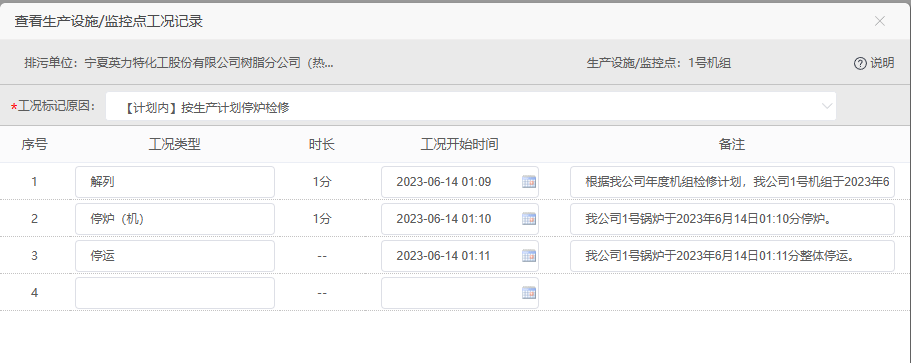 查看生产设施/监控点工况记录
排污单位：宁夏英力特化工股份有限公司树脂分公司（热... 生产设施/监控点：1号机组 说明
*工况标记原因： 【计划内】按生产计划停炉检修
序号 工况类型 时长 工况开始时间 备注
1 解列 1分 2023-06-14 01:09 根据我公司年度机组检修计划，我公司1号机组于2023年6
2 停炉（机） 1分 2023-06-14 01:10 我公司1号锅炉于2023年6月14日01:10分停炉。
3 停运 -- 2023-06-14 01:11 我公司1号锅炉于2023年6月14日01:11分整体停运。
4 --